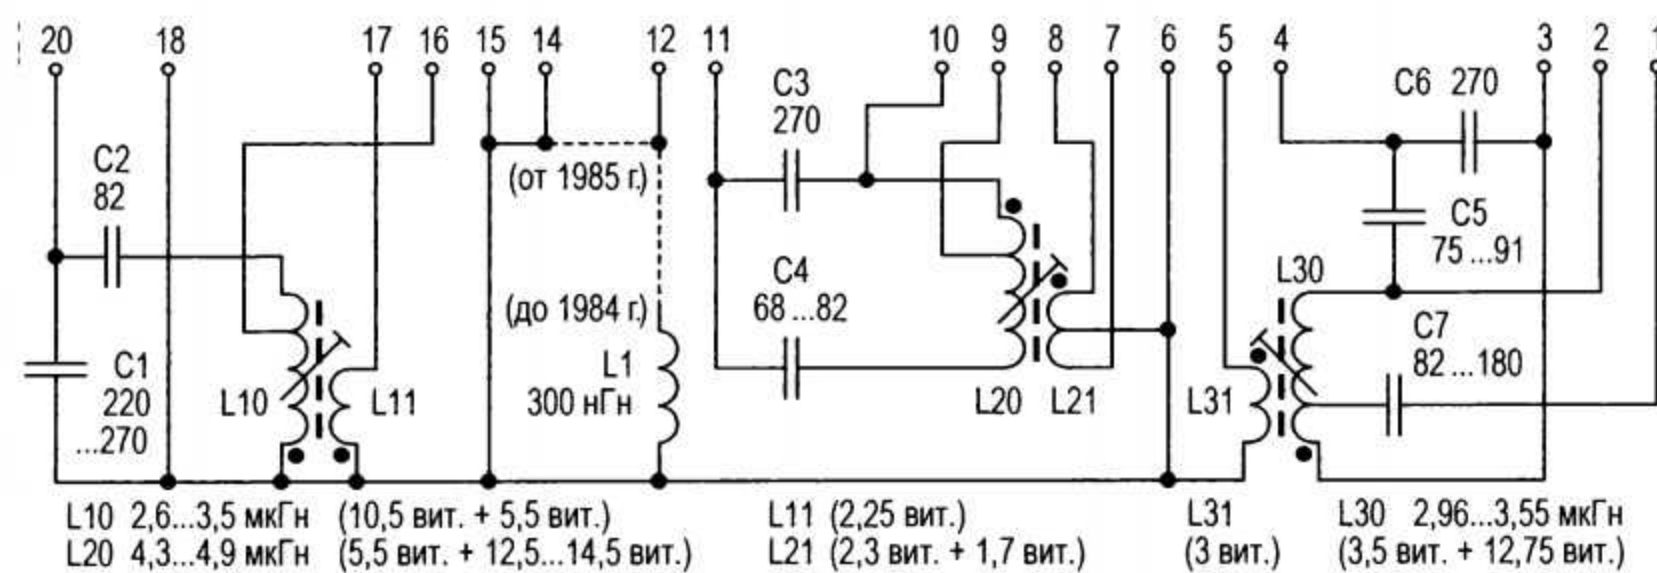 20 18 17 16 15 14 12 11 10 9 8 7 6 5 4 3 2 1
C3
270
C6 270
C2
82
(от 1985 г.)
C5
75...91
C4
68...82
L30
(до 1984 г.)
C7
82...180
C1
220
...270
L10
L11
L1
300 нГн
L20
L21
L31
L10 2,6...3,5 мкГн (10,5 вит. + 5,5 вит.)
L11 (2,25 вит.)
L31
L30 2,96...3,55 мкГн
L20 4,3...4,9 мкГн (5,5 вит. + 12,5...14,5 вит.)
L21 (2,3 вит. + 1,7 вит.)
(3 вит.)
(3,5 вит. + 12,75 вит.)